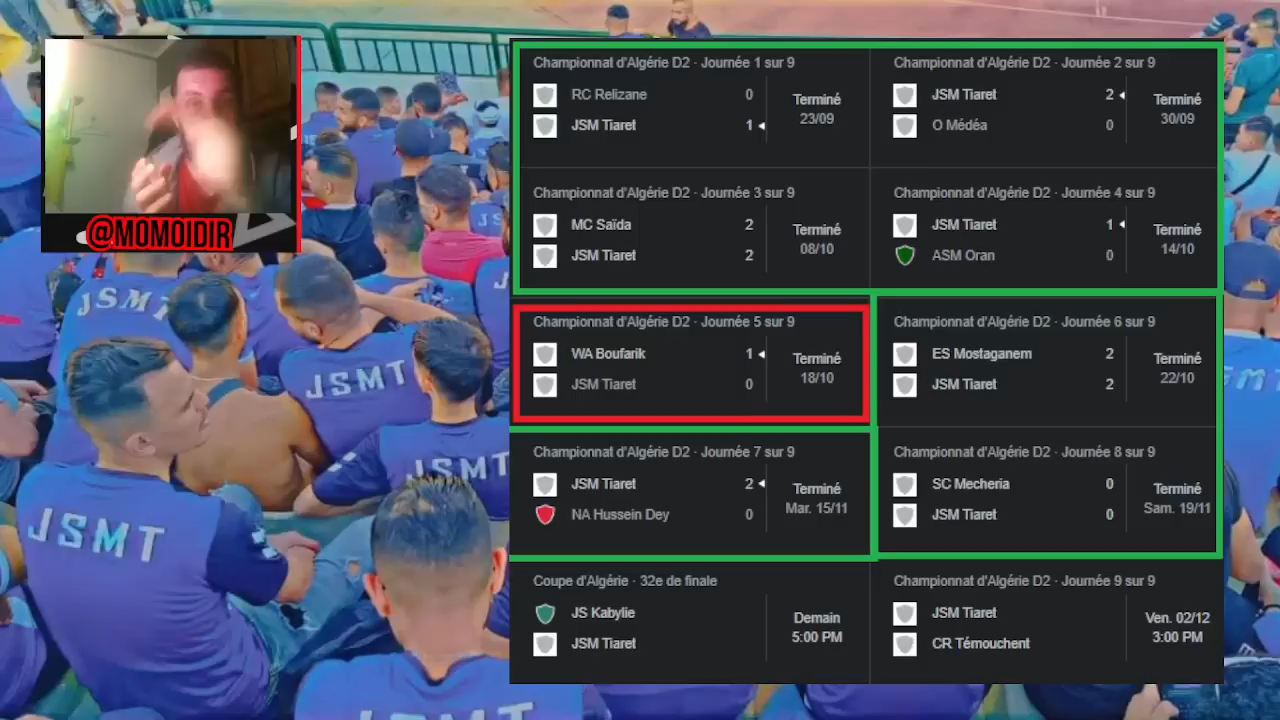 @MOMOIDIR
Championnat d'Algérie D2 · Journée 1 sur 9
RC Relizane 0
JSM Tiaret 1
Terminé
23/09
Championnat d'Algérie D2 · Journée 2 sur 9
JSM Tiaret 2
O Médéa 0
Terminé
30/09
Championnat d'Algérie D2 · Journée 3 sur 9
MC Saïda 2
JSM Tiaret 2
Terminé
08/10
Championnat d'Algérie D2 · Journée 4 sur 9
JSM Tiaret 1
ASM Oran 0
Terminé
14/10
Championnat d'Algérie D2 · Journée 5 sur 9
WA Boufarik 1
JSM Tiaret 0
Terminé
18/10
Championnat d'Algérie D2 · Journée 6 sur 9
ES Mostaganem 2
JSM Tiaret 2
Terminé
22/10
Championnat d'Algérie D2 · Journée 7 sur 9
JSM Tiaret 2
NA Hussein Dey 0
Terminé
Mar. 15/11
Championnat d'Algérie D2 · Journée 8 sur 9
SC Mecheria 0
JSM Tiaret 0
Terminé
Sam. 19/11
Coupe d'Algérie · 32e de finale
JS Kabylie
JSM Tiaret
Demain
5:00 PM
Championnat d'Algérie D2 · Journée 9 sur 9
JSM Tiaret
CR Témouchent
Ven. 02/12
3:00 PM
JSMT
JSMT
JSMT
JSMT